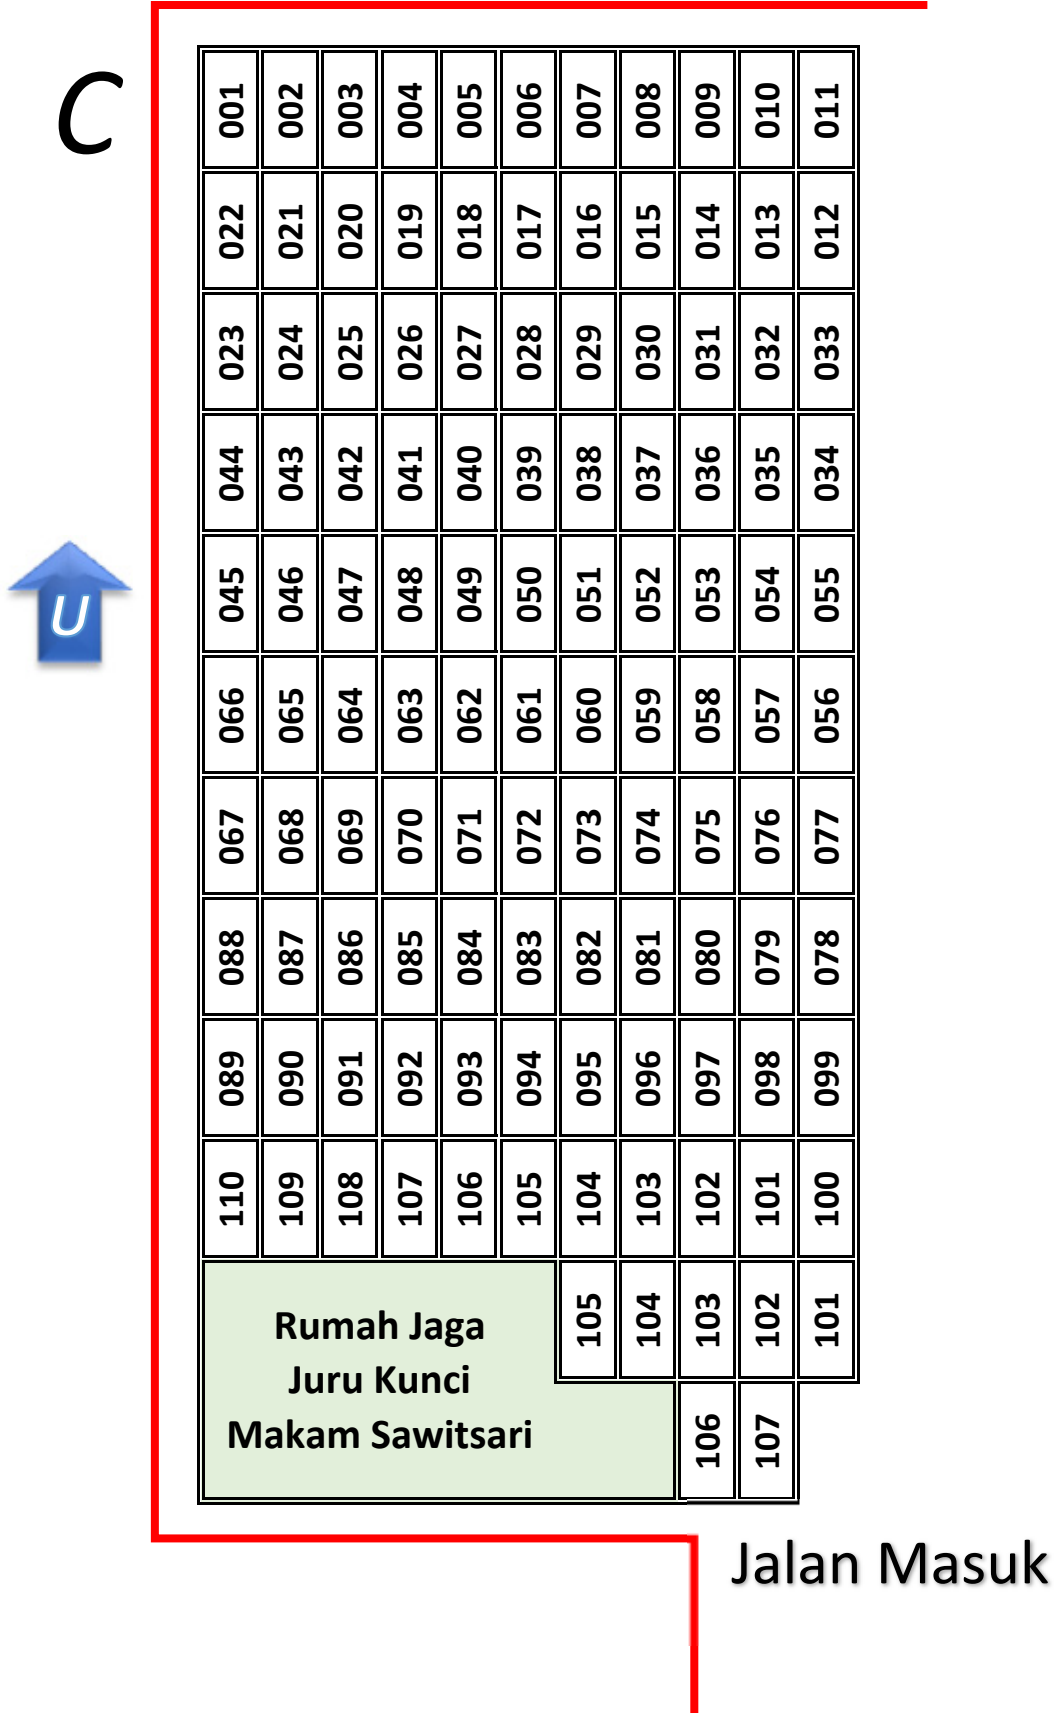 C
001 002 003 004 005 006 007 008 009 010 011
022 021 020 019 018 017 016 015 014 013 012
023 024 025 026 027 028 029 030 031 032 033
044 043 042 041 040 039 038 037 036 035 034
U
045 046 047 048 049 050 051 052 053 054 055
066 065 064 063 062 061 060 059 058 057 056
067 068 069 070 071 072 073 074 075 076 077
088 087 086 085 084 083 082 081 080 079 078
089 090 091 092 093 094 095 096 097 098 099
110 109 108 107 106 105 104 103 102 101 100
105 104 103 102 101
Rumah Jaga
Juru Kunci
Makam Sawitsari
106 107
Jalan Masuk